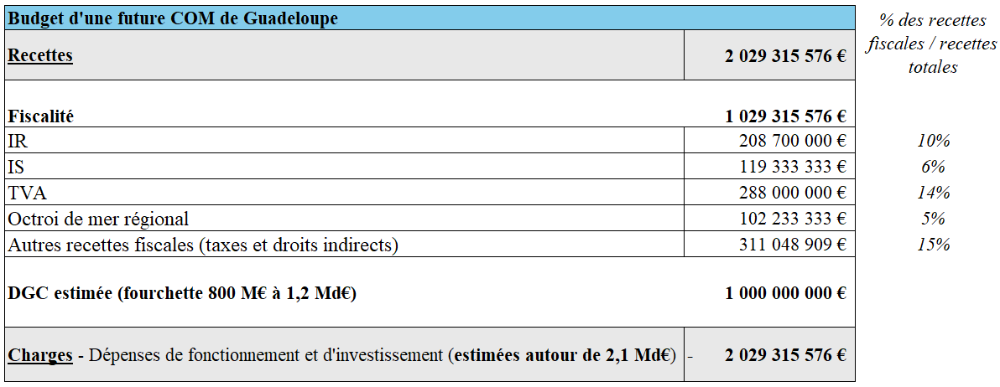 Budget d'une future COM de Guadeloupe
% des recettes
fiscales / recettes
totales
Recettes 2 029 315 576 €
Fiscalité 1 029 315 576 €
IR 208 700 000 € 10%
IS 119 333 333 € 6%
TVA 288 000 000 € 14%
Octroi de mer régional 102 233 333 € 5%
Autres recettes fiscales (taxes et droits indirects) 311 048 909 € 15%
DGC estimée (fourchette 800 M€ à 1,2 Md€) 1 000 000 000 €
Charges - Dépenses de fonctionnement et d'investissement (estimées autour de 2,1 Md€) - 2 029 315 576 €